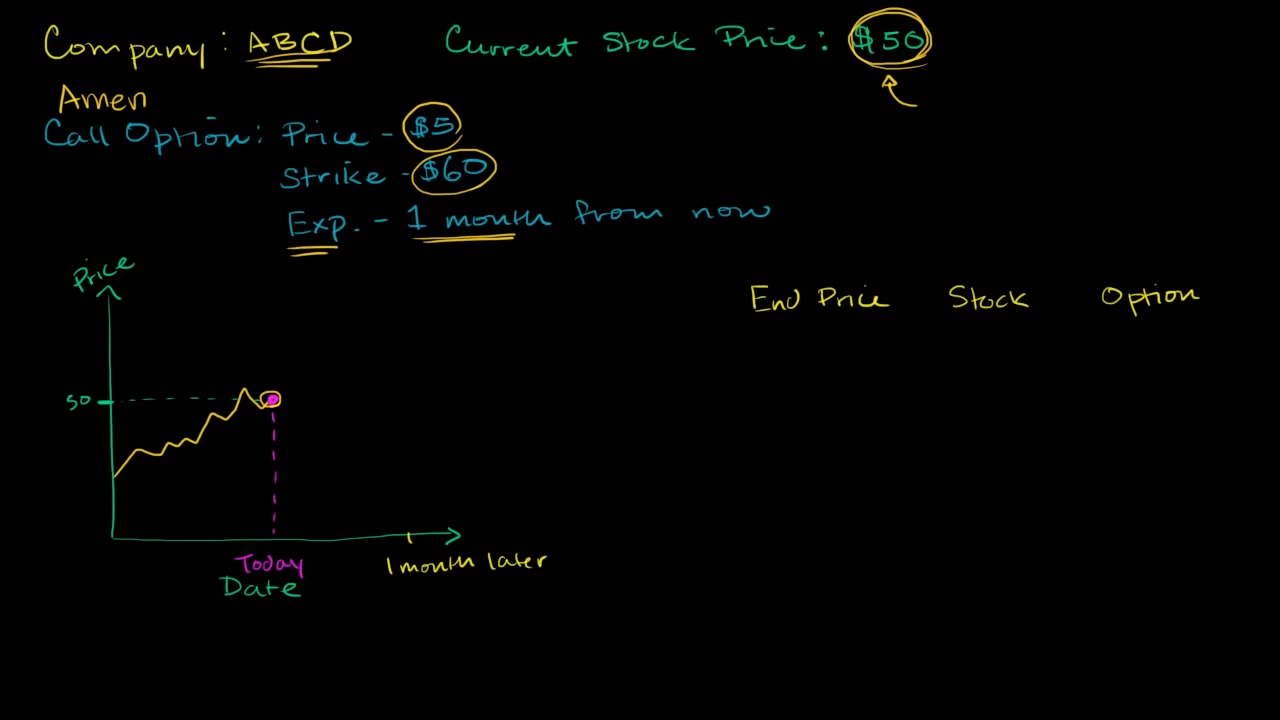 Company: ABCD Current Stock Price: $50
Amen
Call Option: Price - $5
Strike - $60
Exp. - 1 month from now
Price
End Price Stock Option
50
Today
1 month later
Date